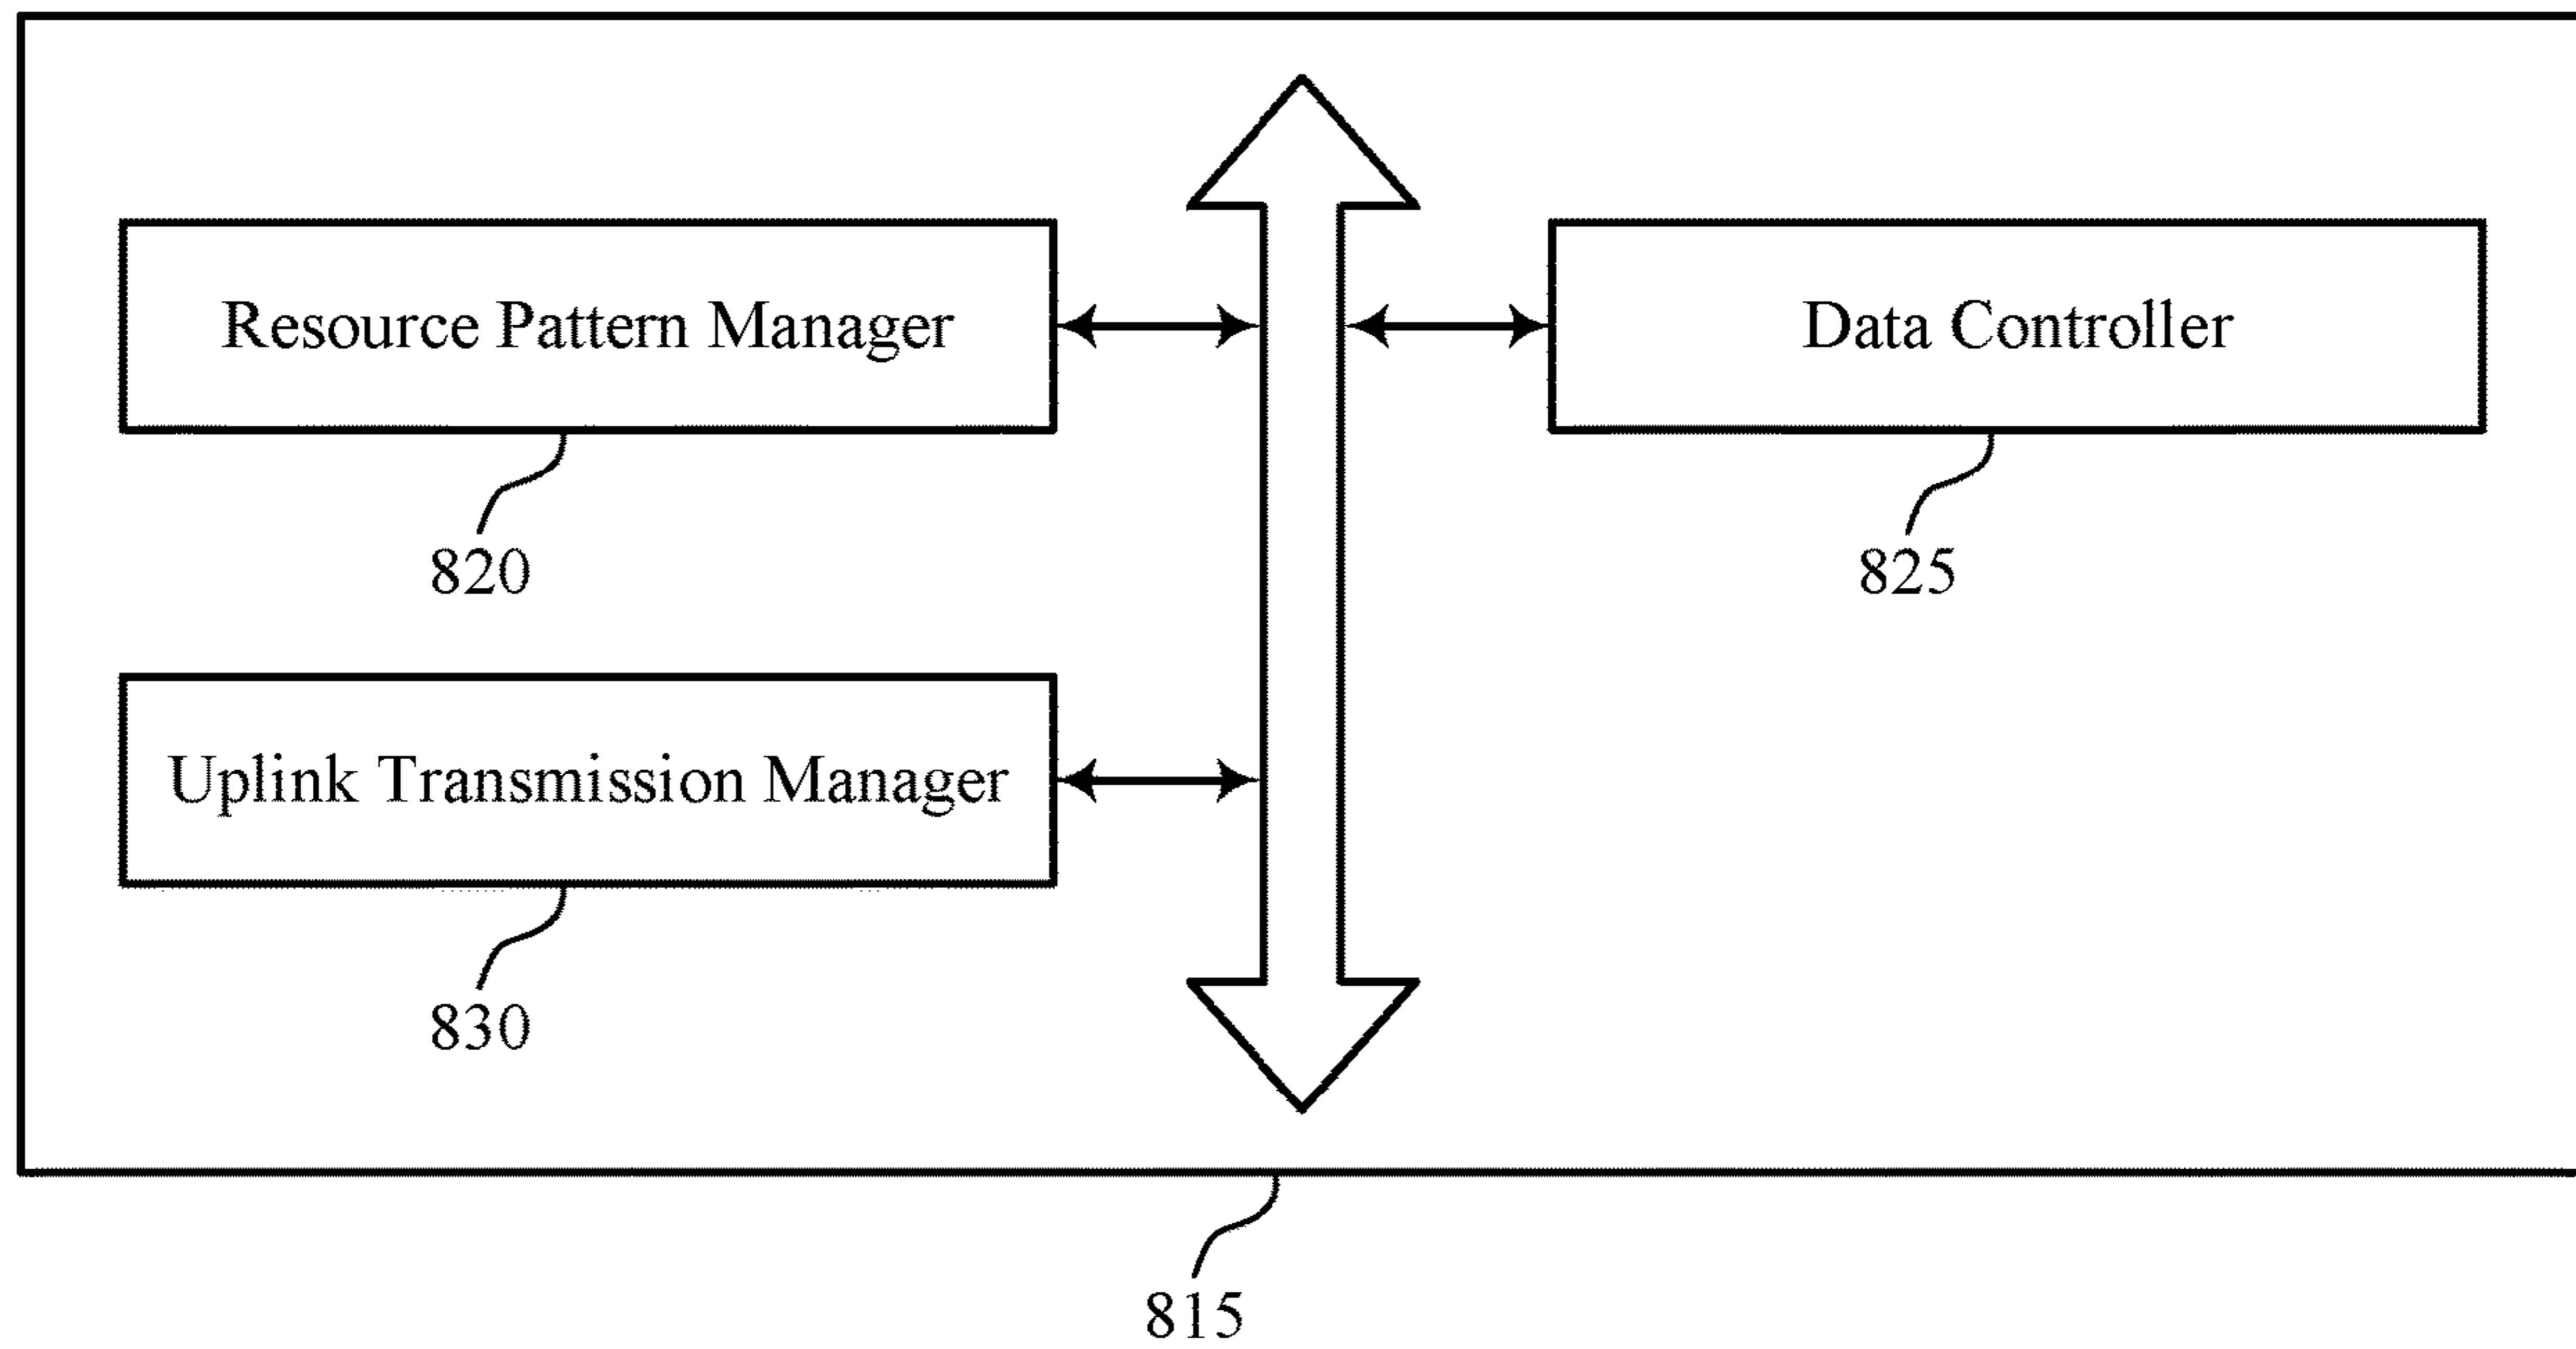 Resource Pattern Manager
Data Controller
820
825
Uplink Transmission Manager
830
815